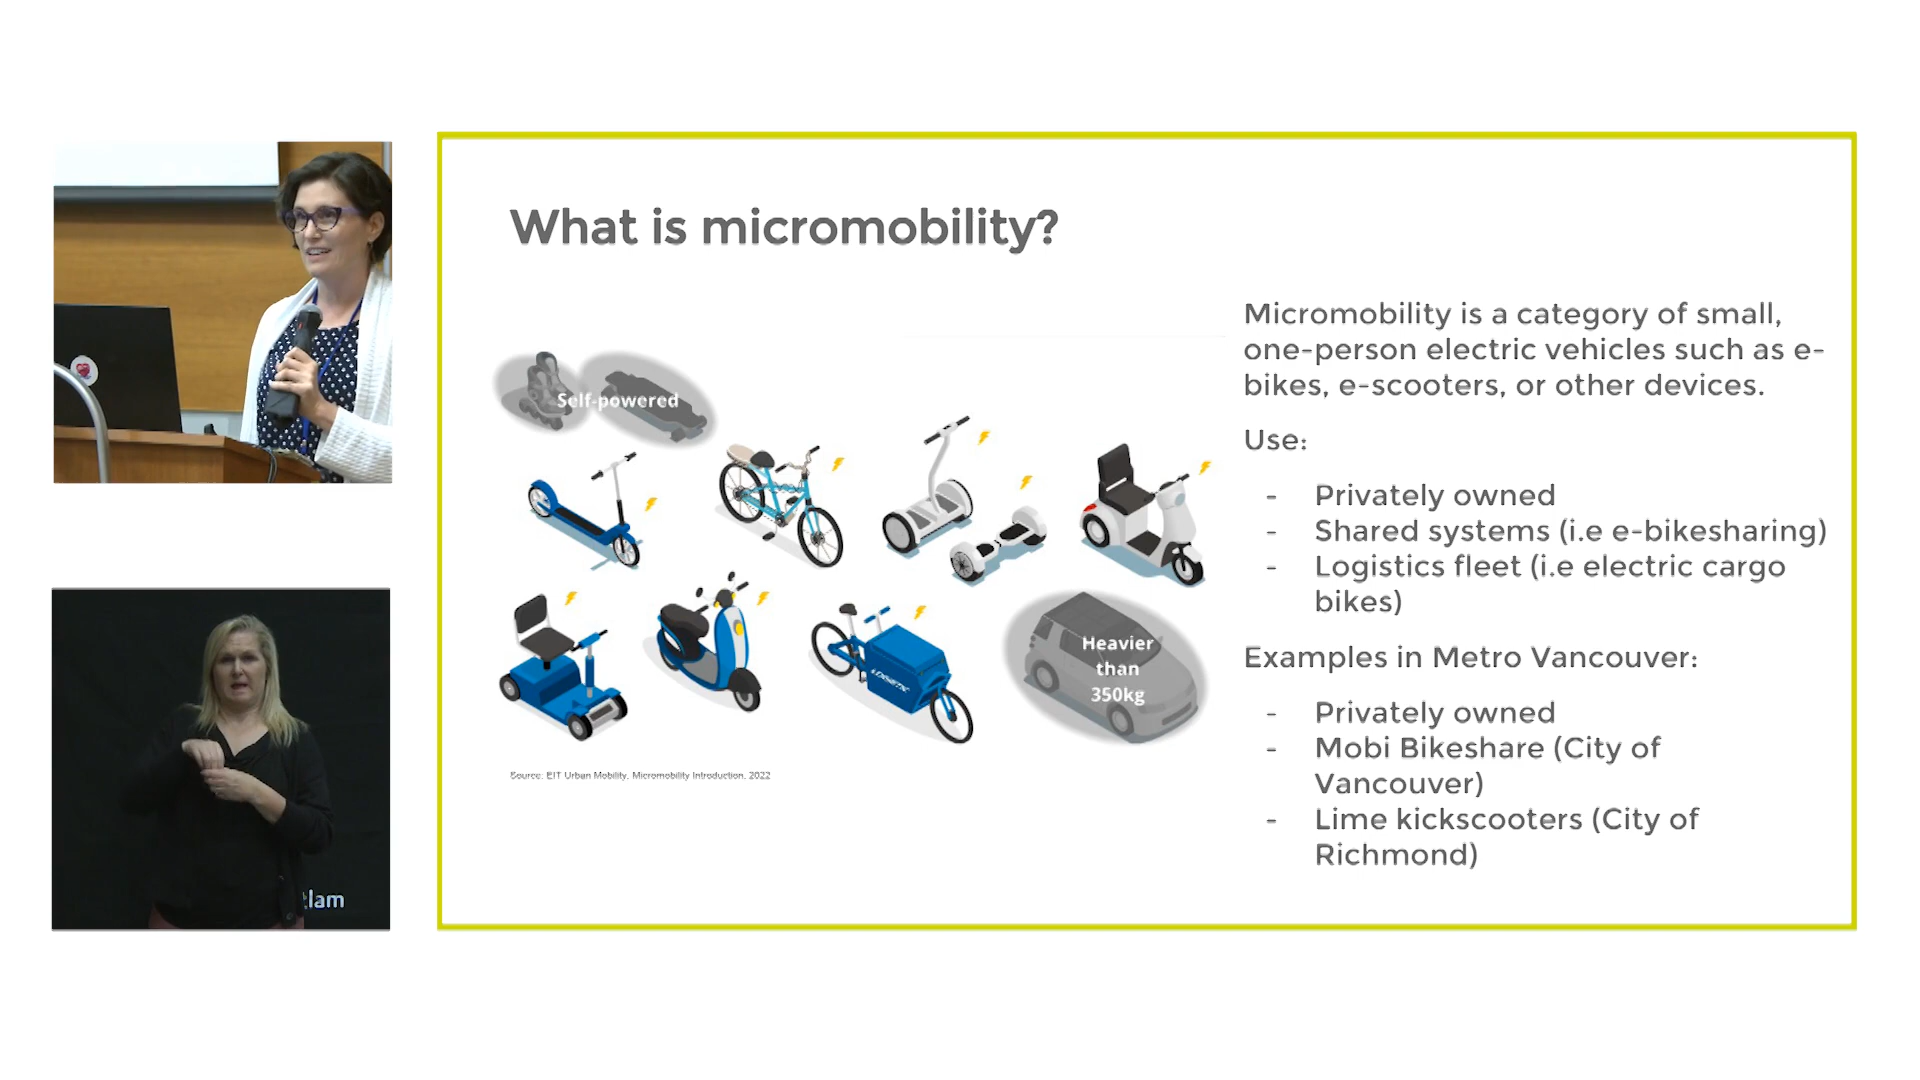 What is micromobility?
Micromobility is a category of small,
one-person electric vehicles such as e-
bikes, e-scooters, or other devices.
Use:
- Privately owned
- Shared systems (i.e e-bikesharing)
- Logistics fleet (i.e electric cargo
bikes)
Examples in Metro Vancouver:
- Privately owned
- Mobi Bikeshare (City of
Vancouver)
- Lime kickscooters (City of
Richmond)
Self-powered
Heavier
than
350kg
LOGISTIC
Source: EIT Urban Mobility, Micromobility Introduction, 2022
lam